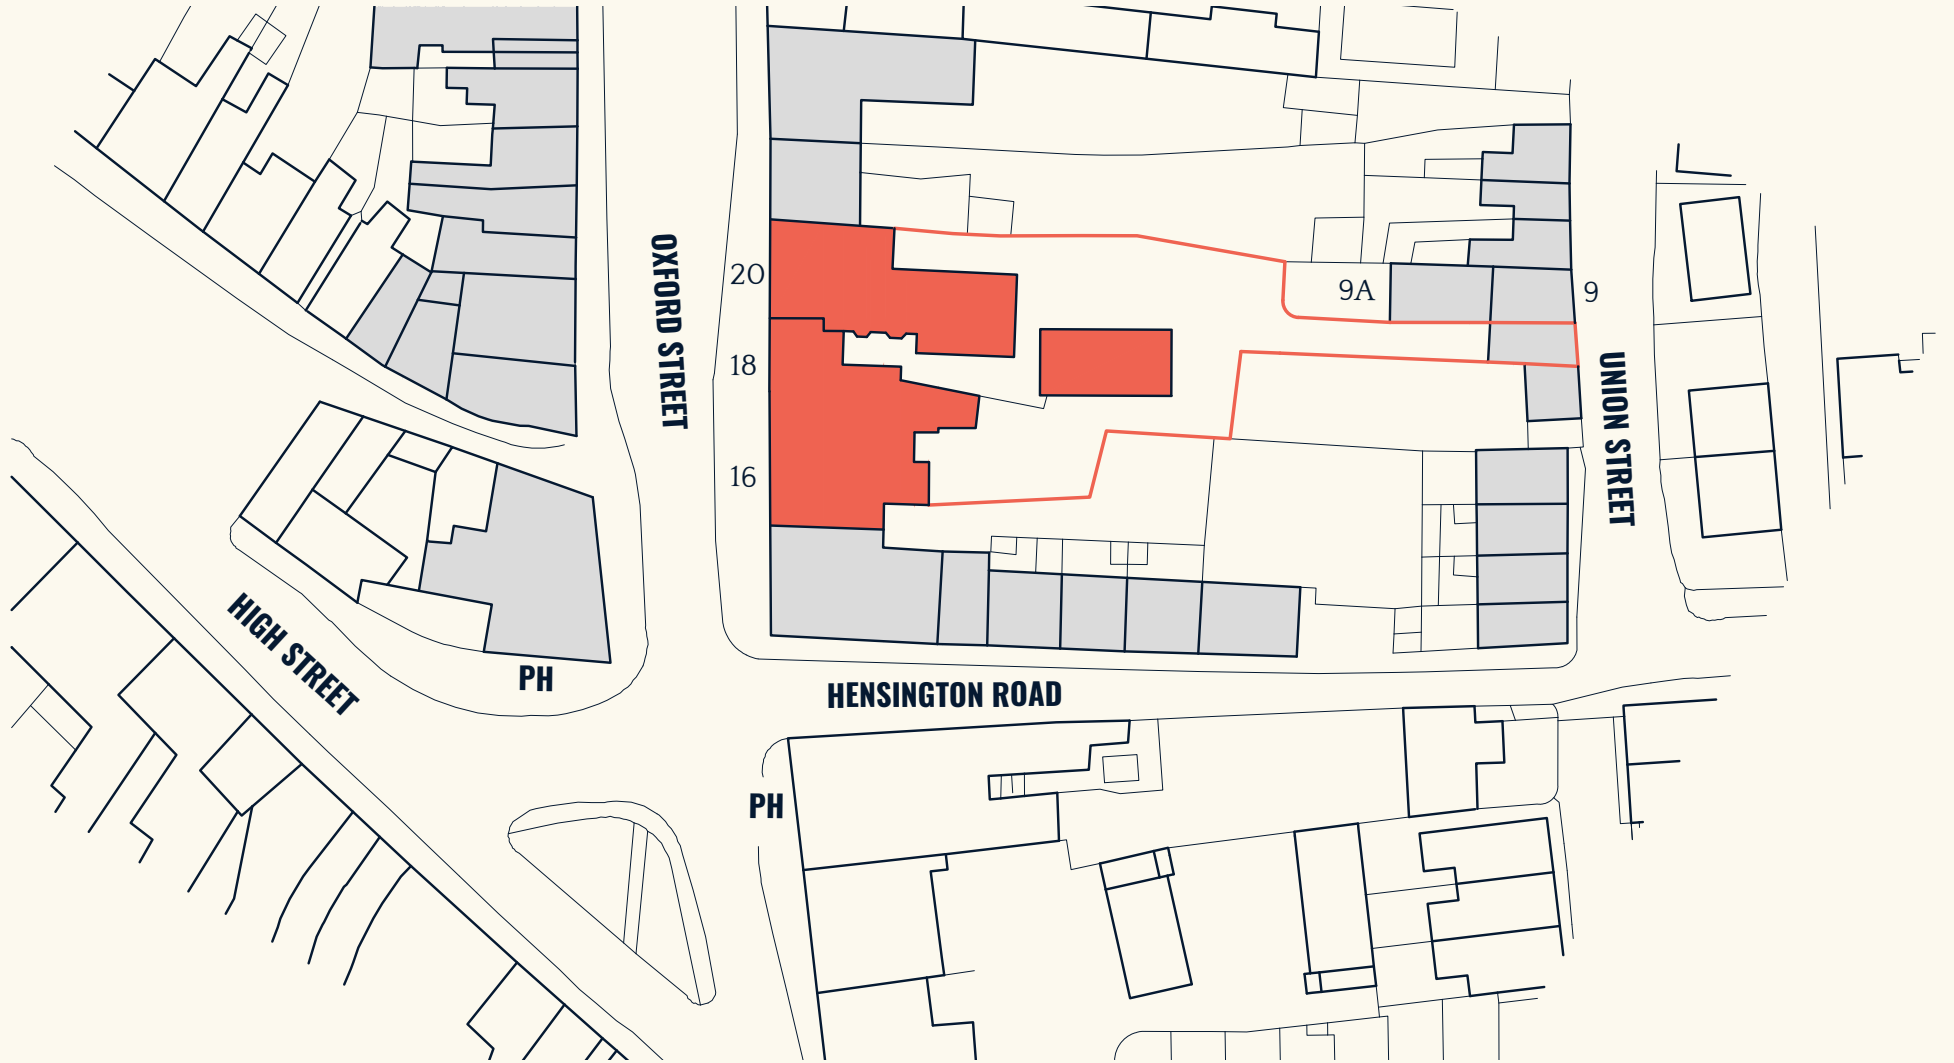 OXFORD STREET
20
18
16
9A
9
UNION STREET
HIGH STREET
PH
HENSINGTON ROAD
PH